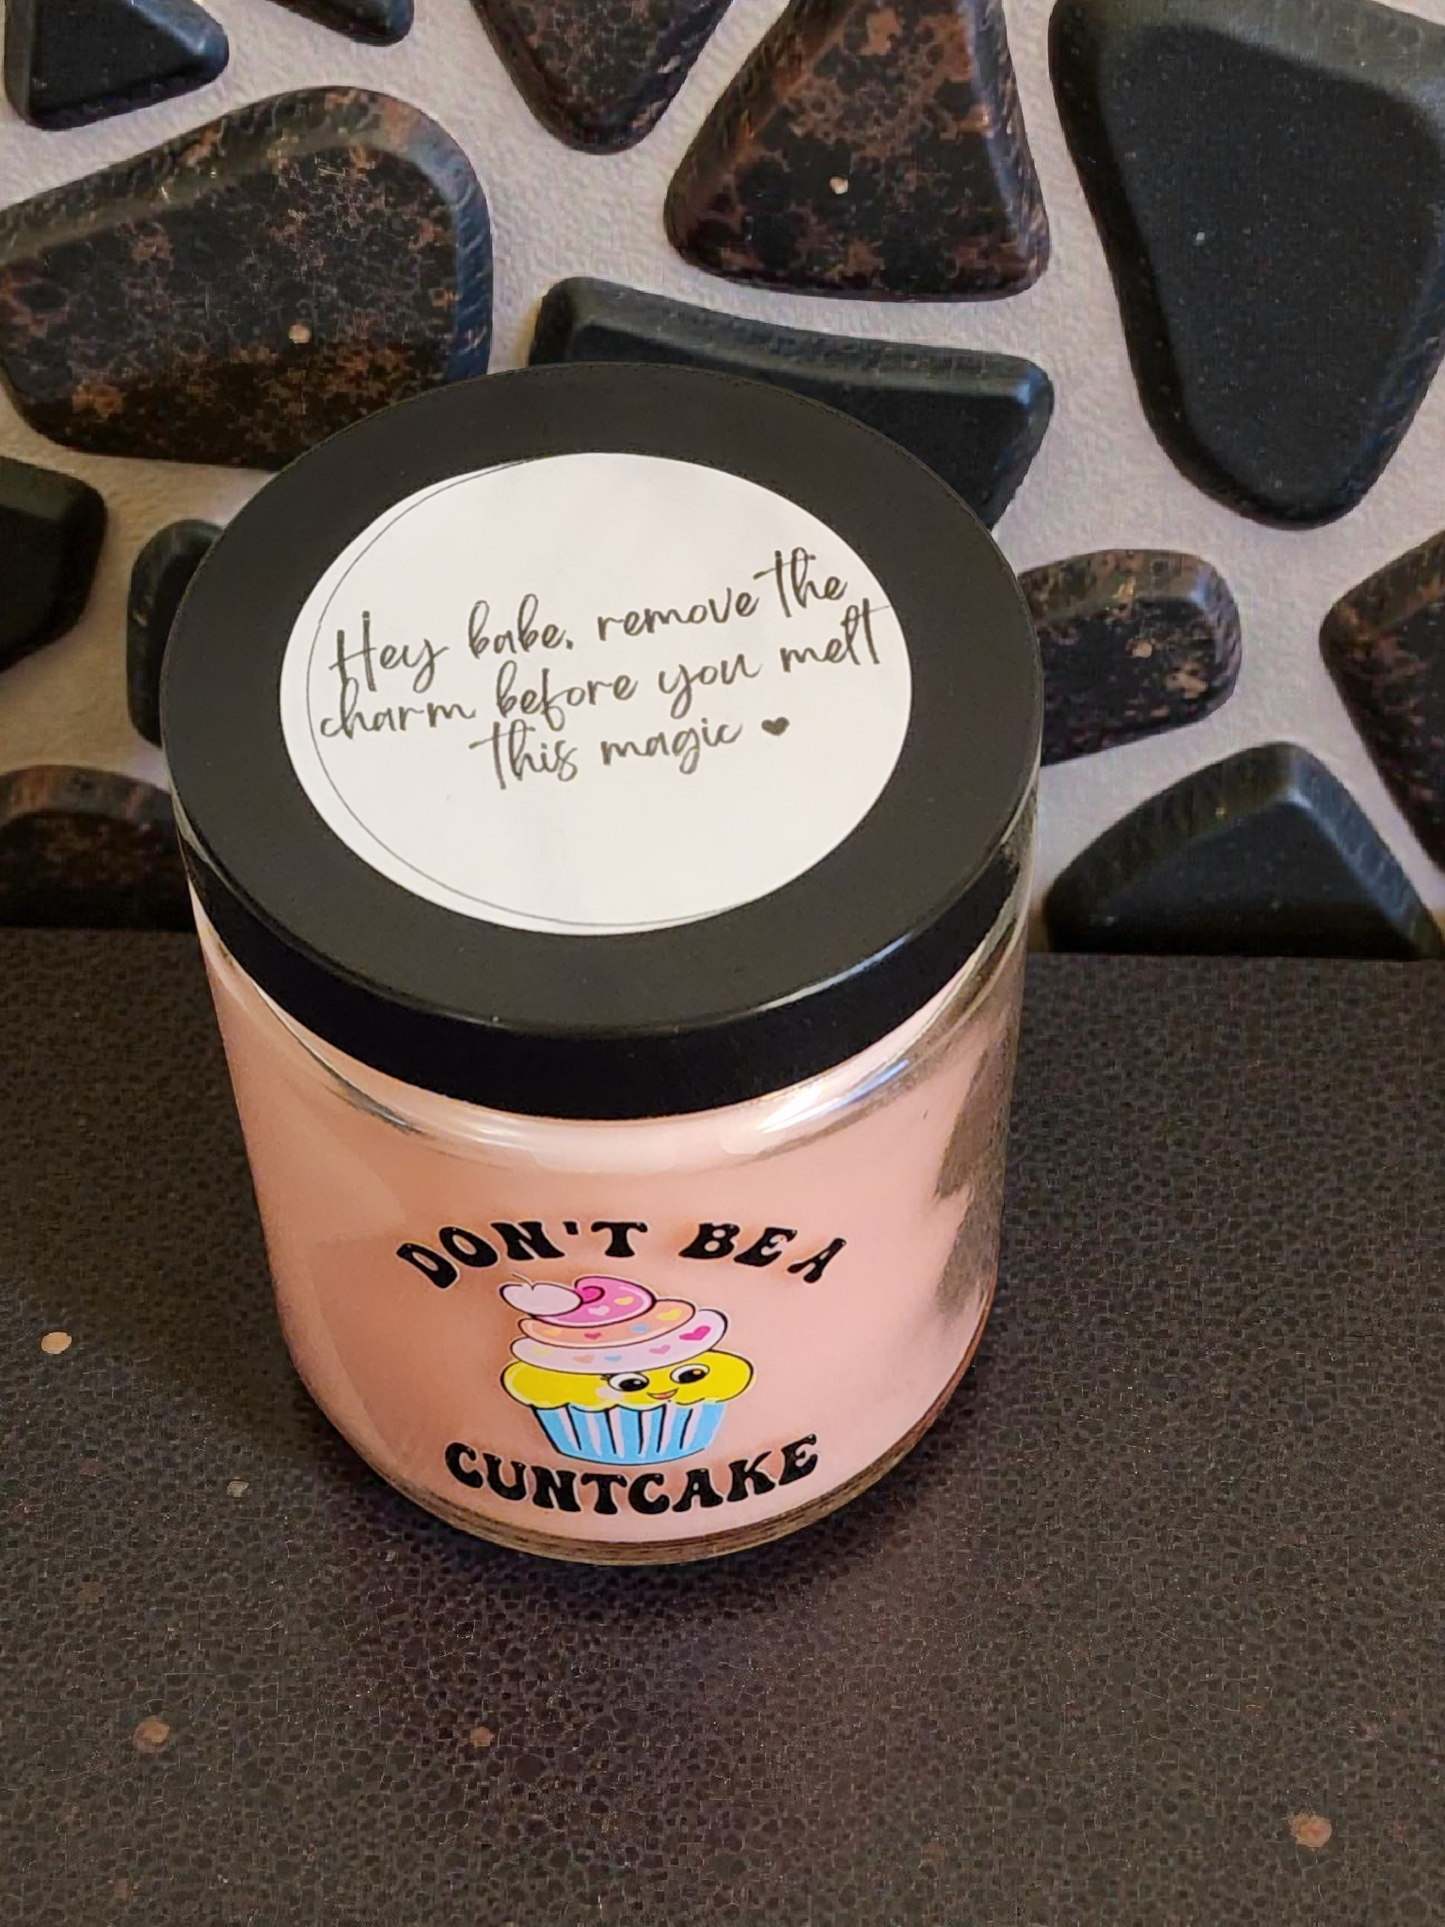 Hey babe, remove the
charm before you melt
this magic ♥
DON'T BE A
CUNTCAKE